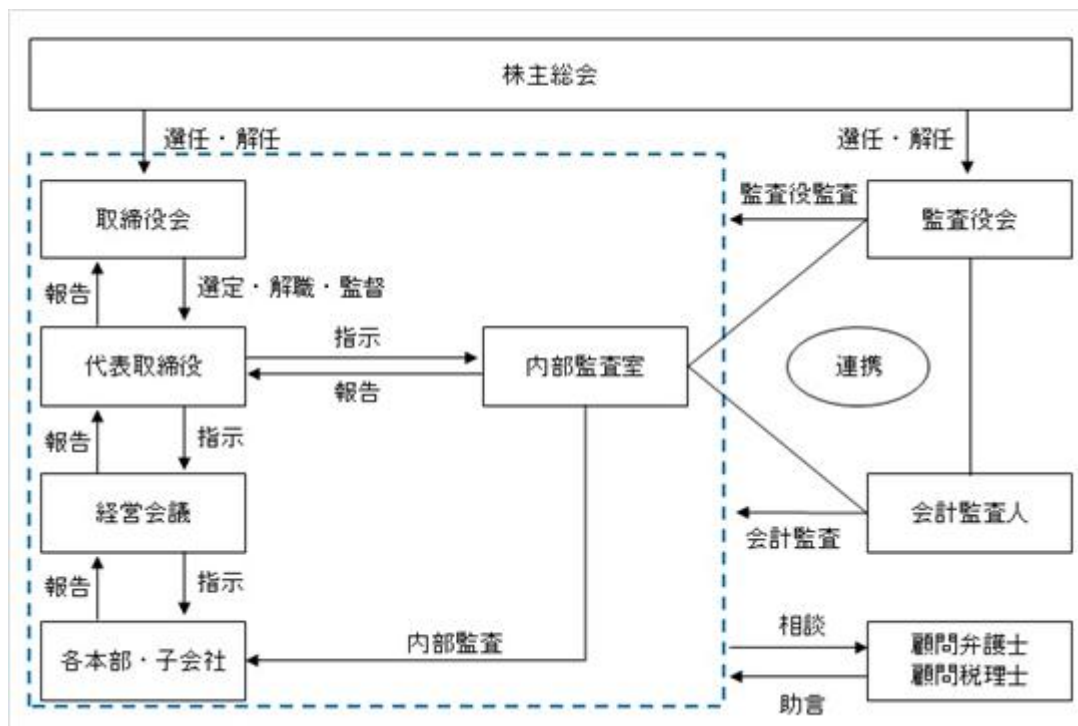 株主総会
選任・解任
選任・解任
取締役会
監査役監査
監査役会
報告
選定・解職・監督
代表取締役
指示
報告
内部監査室
連携
報告
指示
経営会議
会計監査人
会計監査
報告
指示
各本部・子会社
内部監査
相談
助言
顧問弁護士
顧問税理士